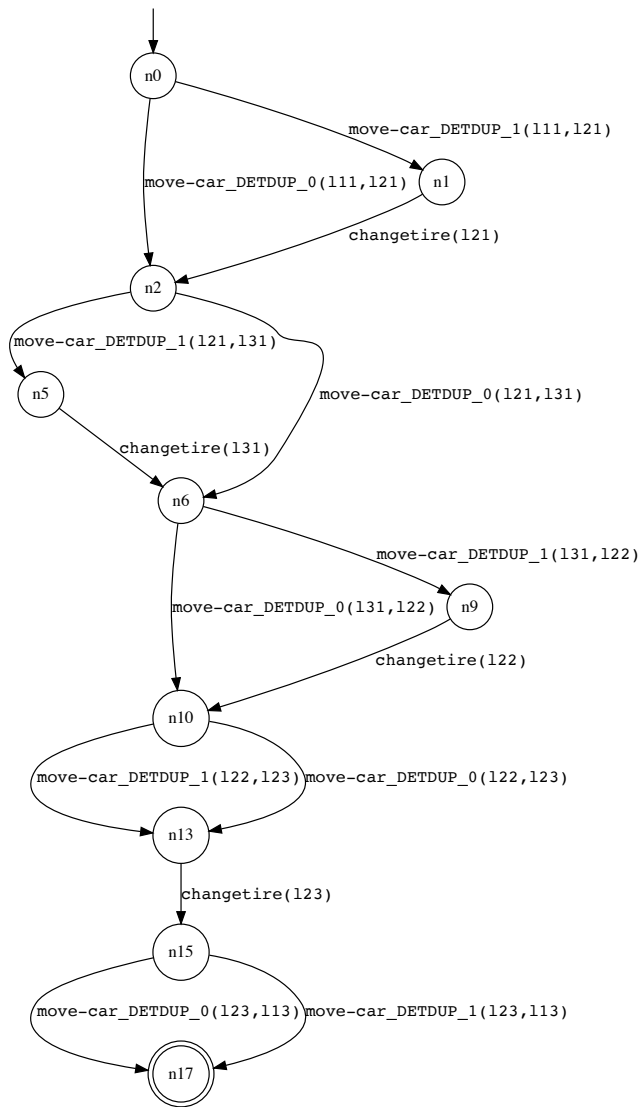 n0
move-car_DETDUP_1(l11,l21)
move-car_DETDUP_0(l11,l21)
n1
changetire(l21)
n2
move-car_DETDUP_1(l21,l31)
n5
move-car_DETDUP_0(l21,l31)
changetire(l31)
n6
move-car_DETDUP_1(l31,l22)
move-car_DETDUP_0(l31,l22)
n9
changetire(l22)
n10
move-car_DETDUP_1(l22,l23)
move-car_DETDUP_0(l22,l23)
n13
changetire(l23)
n15
move-car_DETDUP_0(l23,l13)
move-car_DETDUP_1(l23,l13)
n17